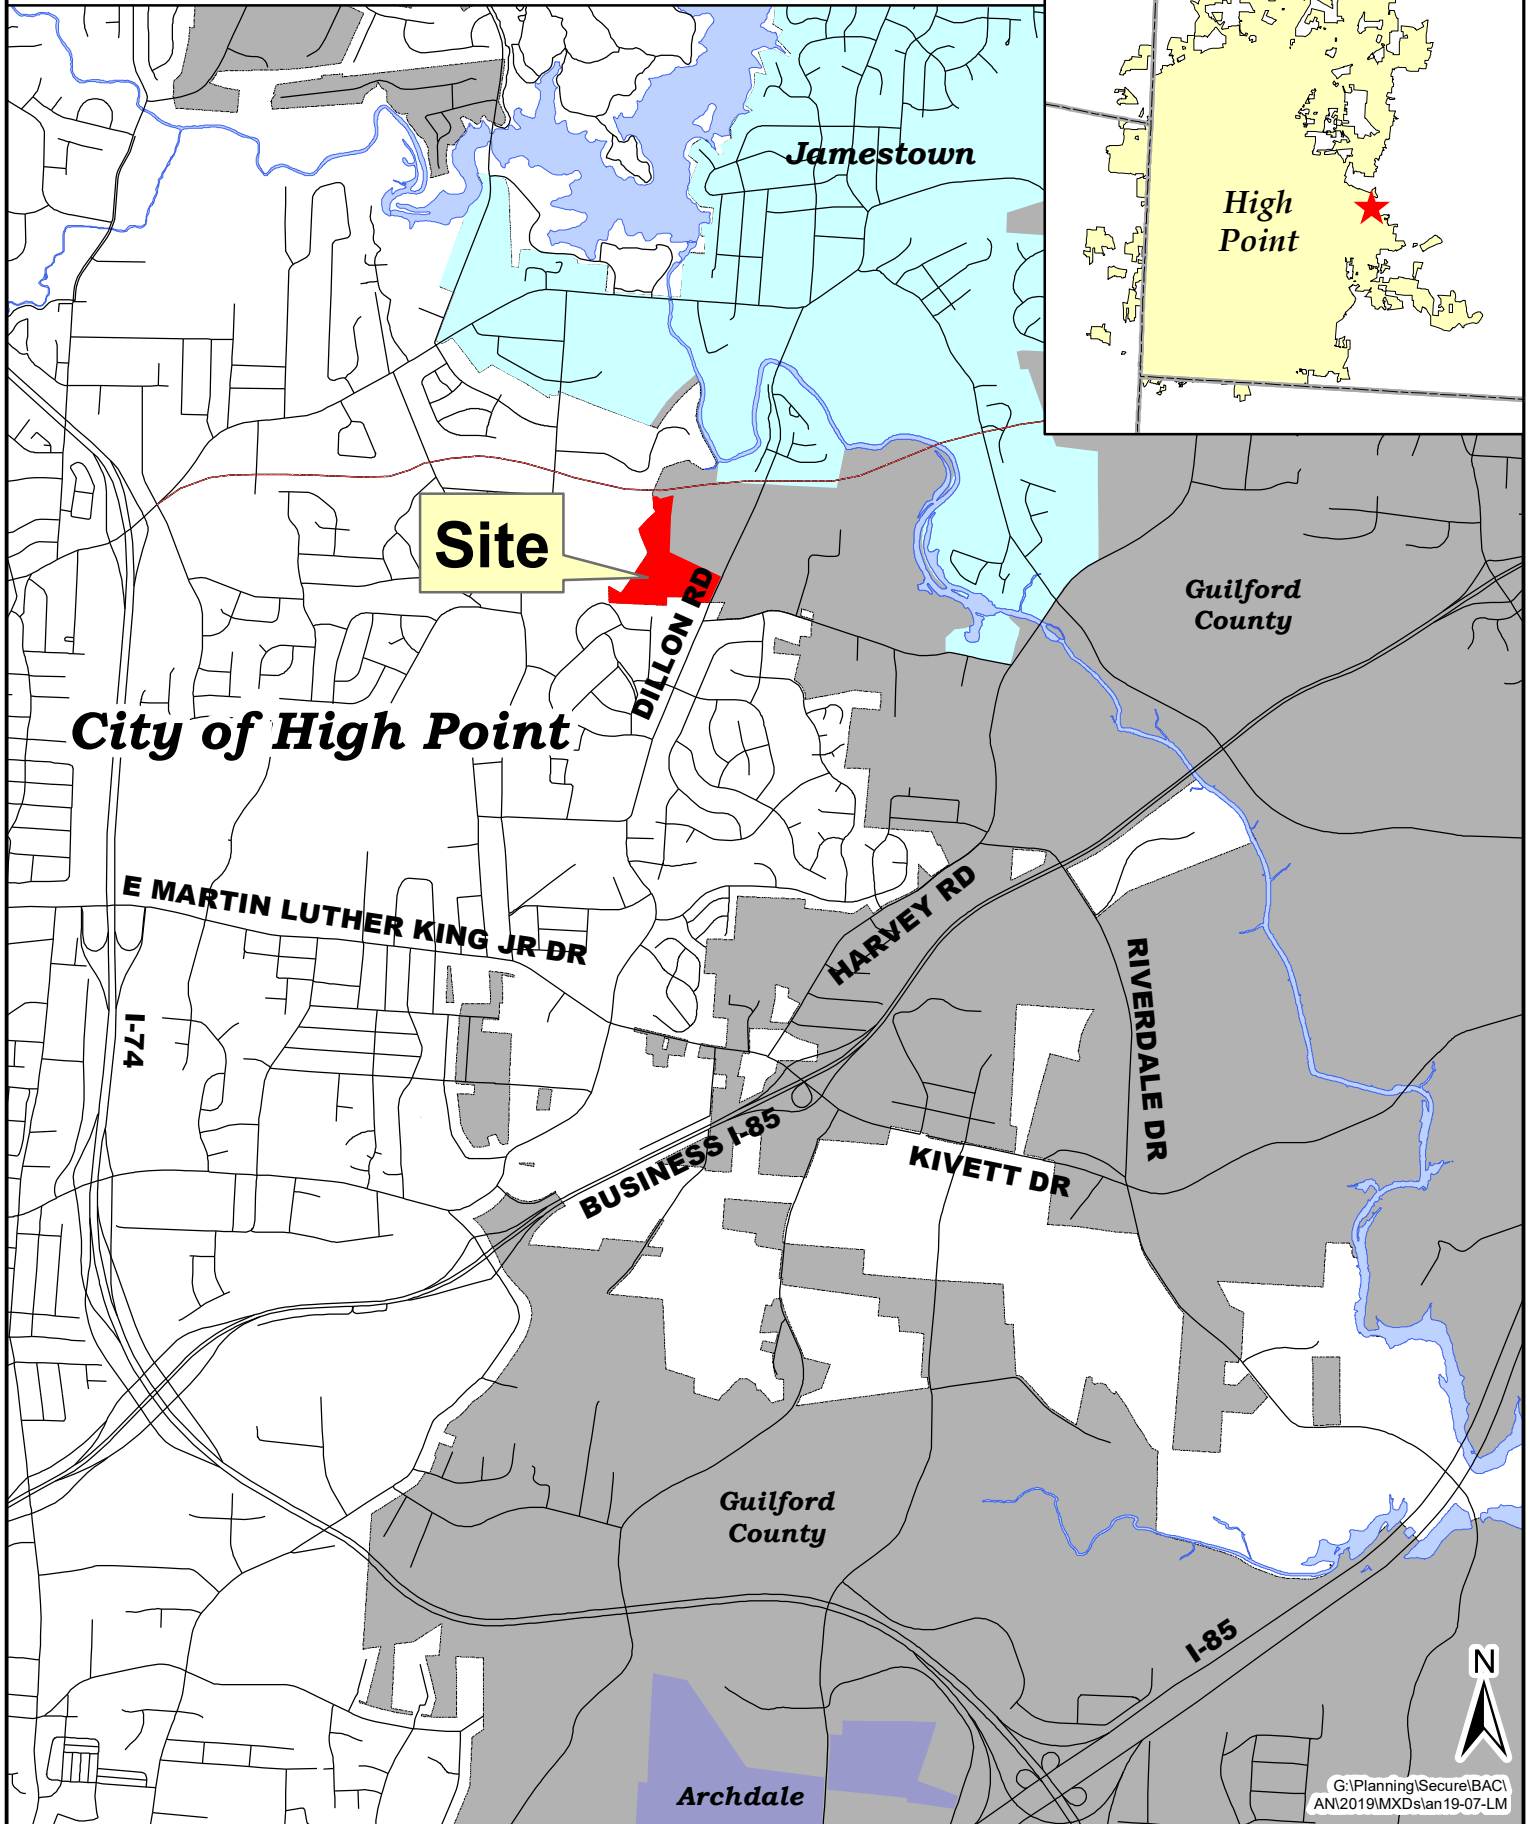 Jamestown
High
Point
Site
Guilford
County
DILLON RD
City of High Point
E MARTIN LUTHER KING JR DR
HARVEY RD
RIVERDALE DR
I-74
BUSINESS I-85
KIVETT DR
Guilford
County
I-85
N
Archdale
G:\Planning\Secure\BAC\
AN\2019\MXDs\an19-07-LM